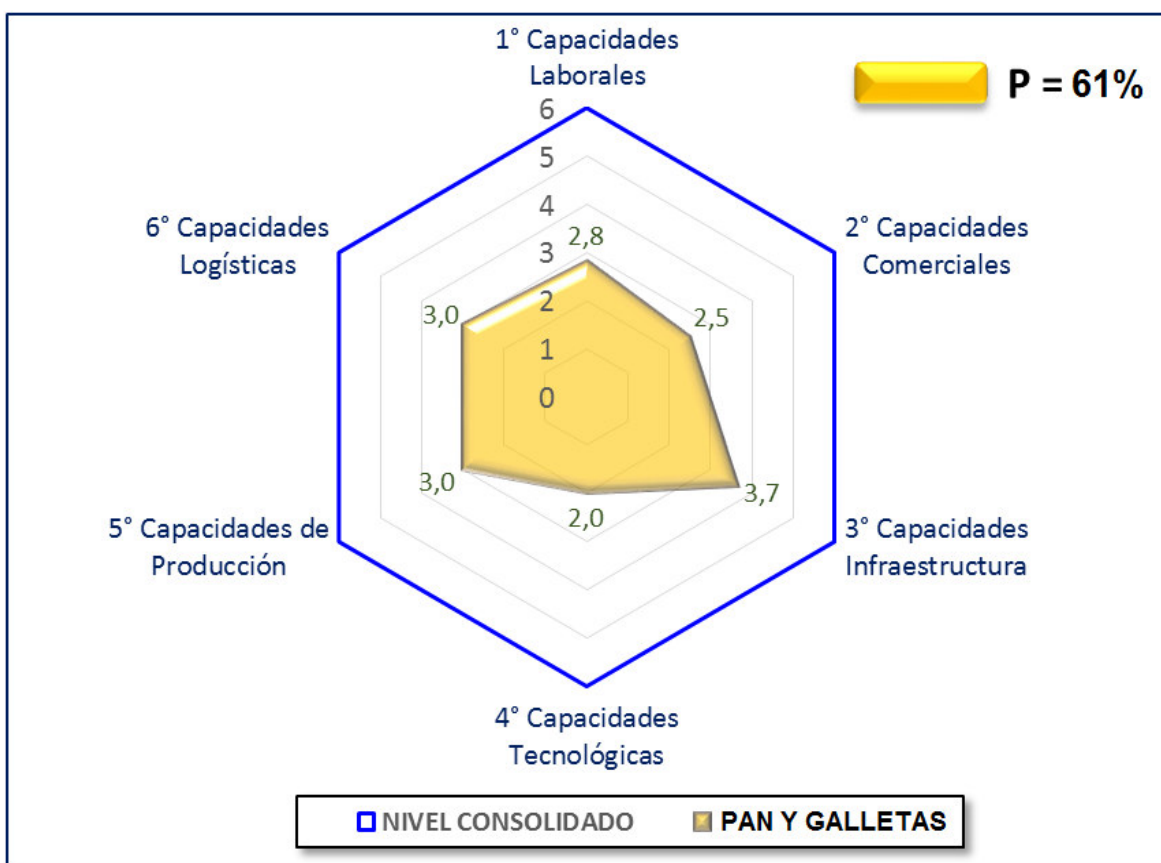 1° Capacidades
Laborales
P = 61%
6
5
4
3
2
1
0
2,8
2,5
3,7
2,0
3,0
3,0
2° Capacidades
Comerciales
3° Capacidades
Infraestructura
4° Capacidades
Tecnológicas
5° Capacidades de
Producción
6° Capacidades
Logísticas
NIVEL CONSOLIDADO
PAN Y GALLETAS